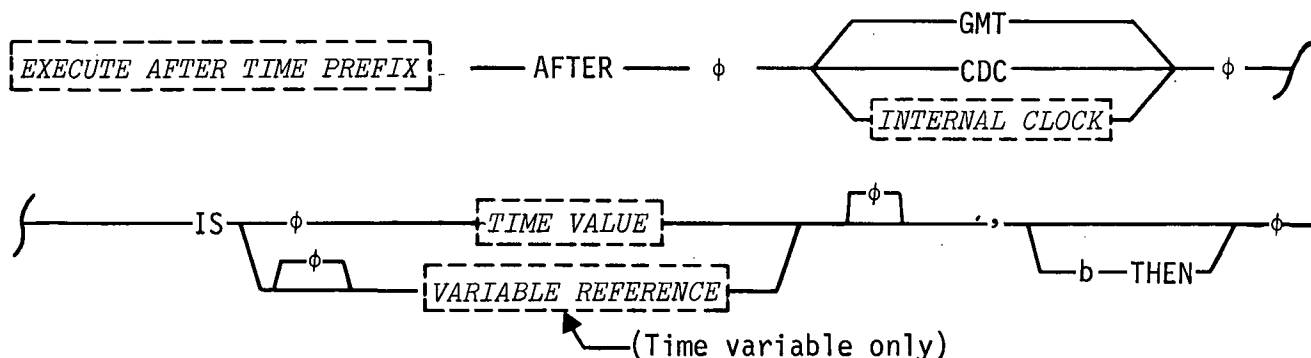 GMT
EXECUTE AFTER TIME PREFIX AFTER ϕ CDC ϕ
INTERNAL CLOCK
ϕ
IS ϕ TIME VALUE , ϕ
ϕ VARIABLE REFERENCE b THEN
(Time variable only)